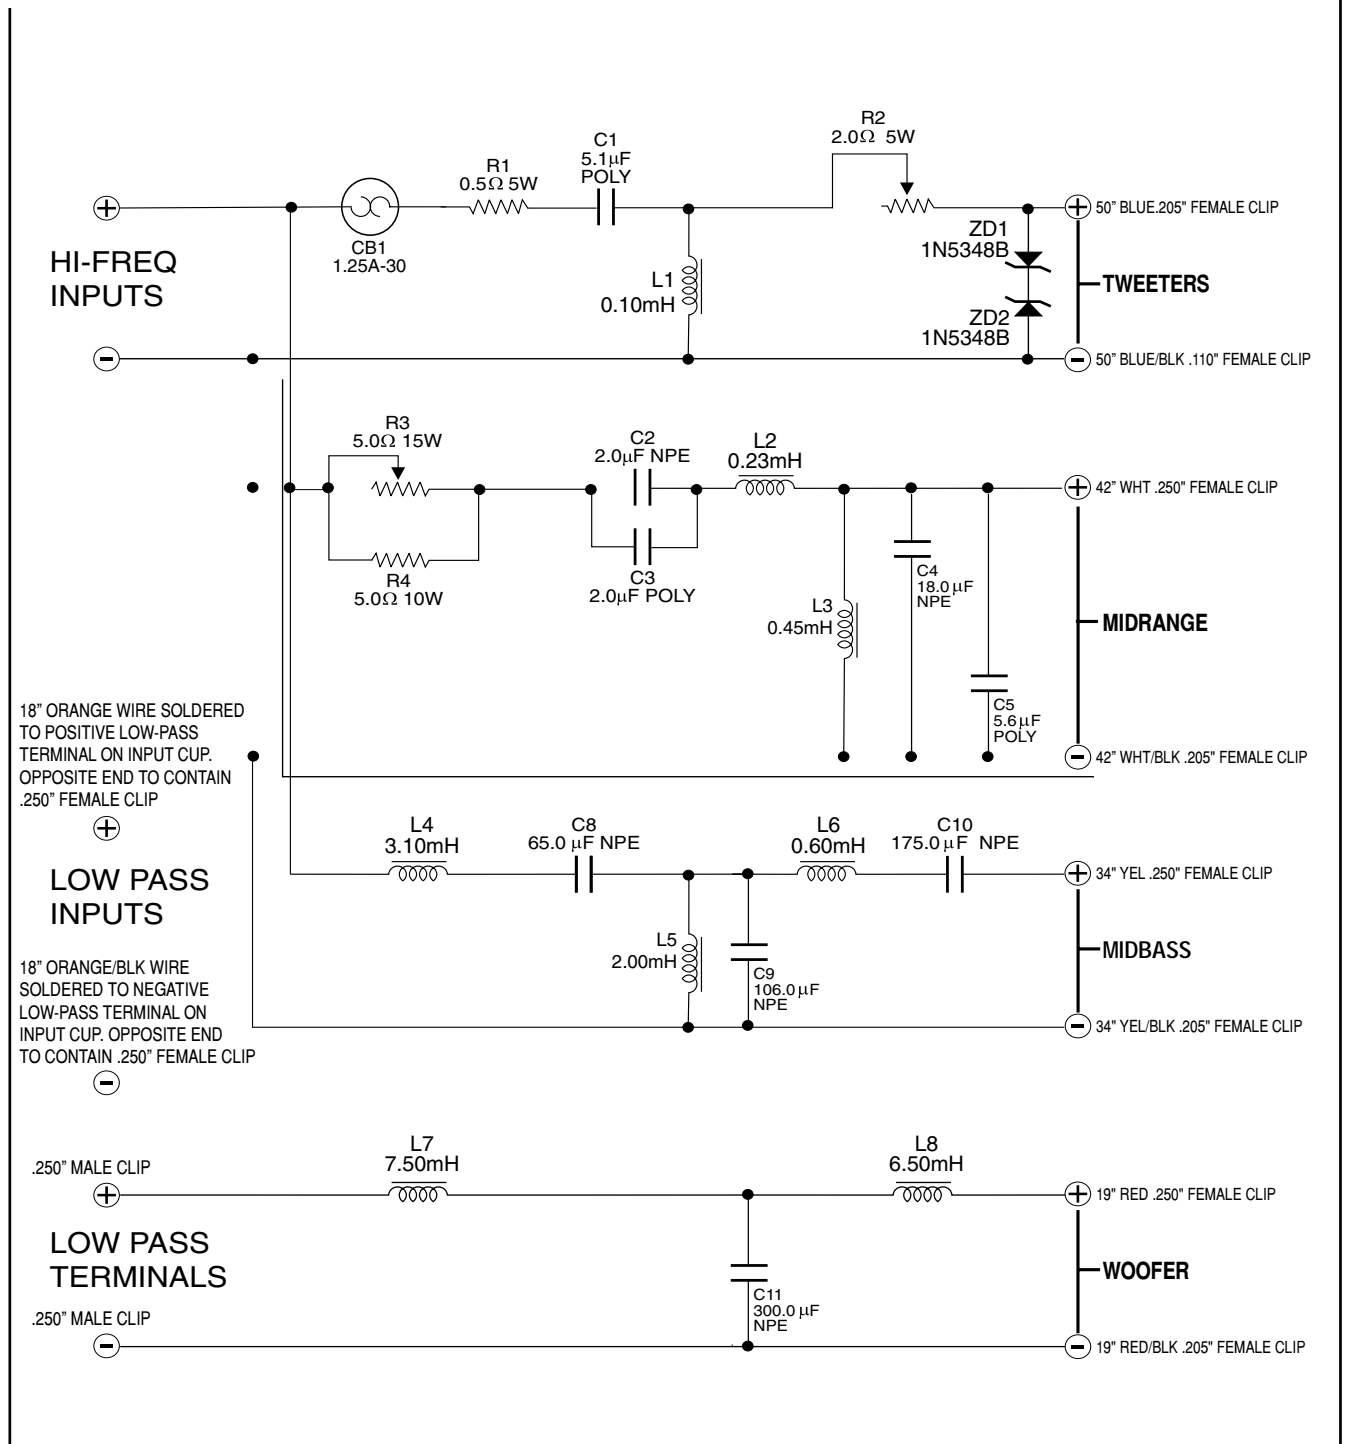 R2
2.0Ω 5W
C1
5.1µF
POLY
R1
0.5Ω 5W
+
50” BLUE.205" FEMALE CLIP
CB1
1.25A-30
ZD1
1N5348B
HI-FREQ
INPUTS
L1
0.10mH
TWEETERS
ZD2
1N5348B
-
50” BLUE/BLK .110" FEMALE CLIP
R3
5.0Ω 15W
C2
2.0µF NPE
L2
0.23mH
+
42” WHT .250" FEMALE CLIP
R4
5.0Ω 10W
C3
2.0µF POLY
C4
18.0µF
NPE
L3
0.45mH
MIDRANGE
C5
5.6µF
POLY
-
42” WHT/BLK .205" FEMALE CLIP
18” ORANGE WIRE SOLDERED
TO POSITIVE LOW-PASS
TERMINAL ON INPUT CUP.
OPPOSITE END TO CONTAIN
.250” FEMALE CLIP
+
LOW PASS
INPUTS
L4
3.10mH
C8
65.0 µF NPE
L6
0.60mH
C10
175.0µF NPE
+
34" YEL .250" FEMALE CLIP
L5
2.00mH
C9
106.0µF
NPE
MIDBASS
18” ORANGE/BLK WIRE
SOLDERED TO NEGATIVE
LOW-PASS TERMINAL ON
INPUT CUP. OPPOSITE END
TO CONTAIN .250” FEMALE CLIP
-
-
34" YEL/BLK .205" FEMALE CLIP
L7
7.50mH
L8
6.50mH
.250” MALE CLIP
+
+
19" RED .250" FEMALE CLIP
LOW PASS
TERMINALS
C11
300.0µF
NPE
WOOFER
.250” MALE CLIP
-
-
19" RED/BLK .205" FEMALE CLIP